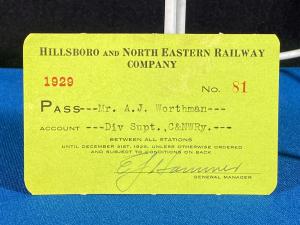 HILLSBORO AND NORTH EASTERN RAILWAY
COMPANY
1929 No. 81
PASS---Mr. A.J. Worthman---
ACCOUNT ---Div Supt.,C&NWRy.---
BETWEEN ALL STATIONS
UNTIL DECEMBER 31ST, 1929, UNLESS OTHERWISE ORDERED
AND SUBJECT TO CONDITIONS ON BACK
GENERAL MANAGER